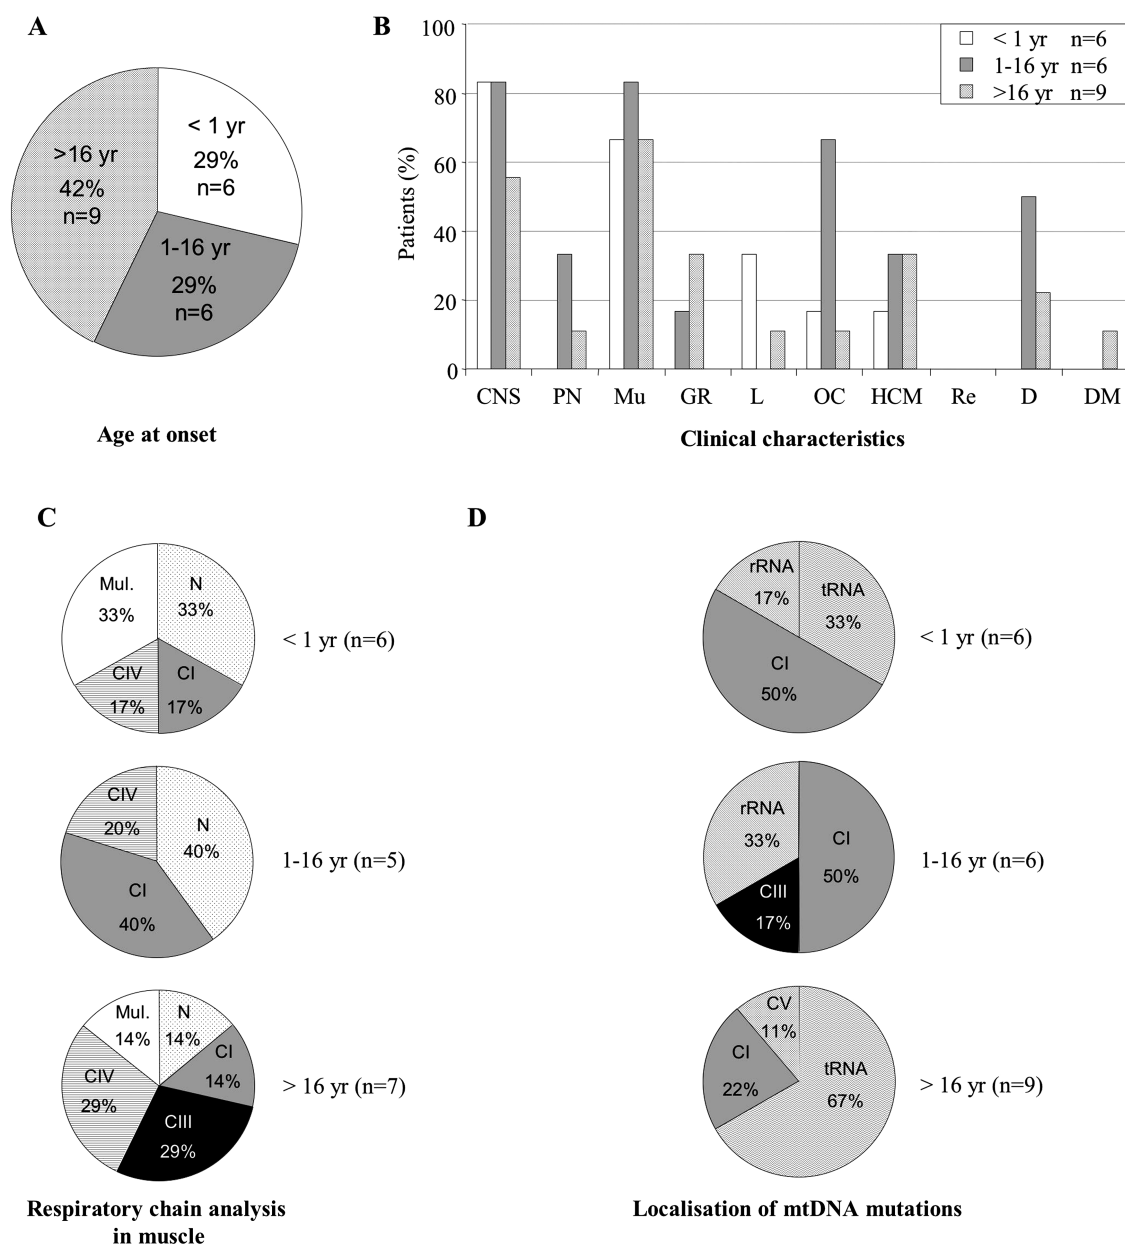 A
< 1 yr
29%
n=6
>16 yr
42%
n=9
1-16 yr
29%
n=6
Age at onset
B
100
80
60
40
20
0
Patients (%)
< 1 yr n=6
1-16 yr n=6
>16 yr n=9
CNS PN Mu GR L OC HCM Re D DM
Clinical characteristics
C
Mul.
33%
N
33%
CIV
17%
CI
17%
< 1 yr (n=6)
CIV
20%
N
40%
CI
40%
1-16 yr (n=5)
Mul.
14%
N
14%
CI
14%
CIV
29%
CIII
29%
> 16 yr (n=7)
Respiratory chain analysis
in muscle
D
rRNA
17%
tRNA
33%
CI
50%
< 1 yr (n=6)
rRNA
33%
CI
50%
CIII
17%
1-16 yr (n=6)
CV
11%
CI
22%
tRNA
67%
> 16 yr (n=9)
Localisation of mtDNA mutations